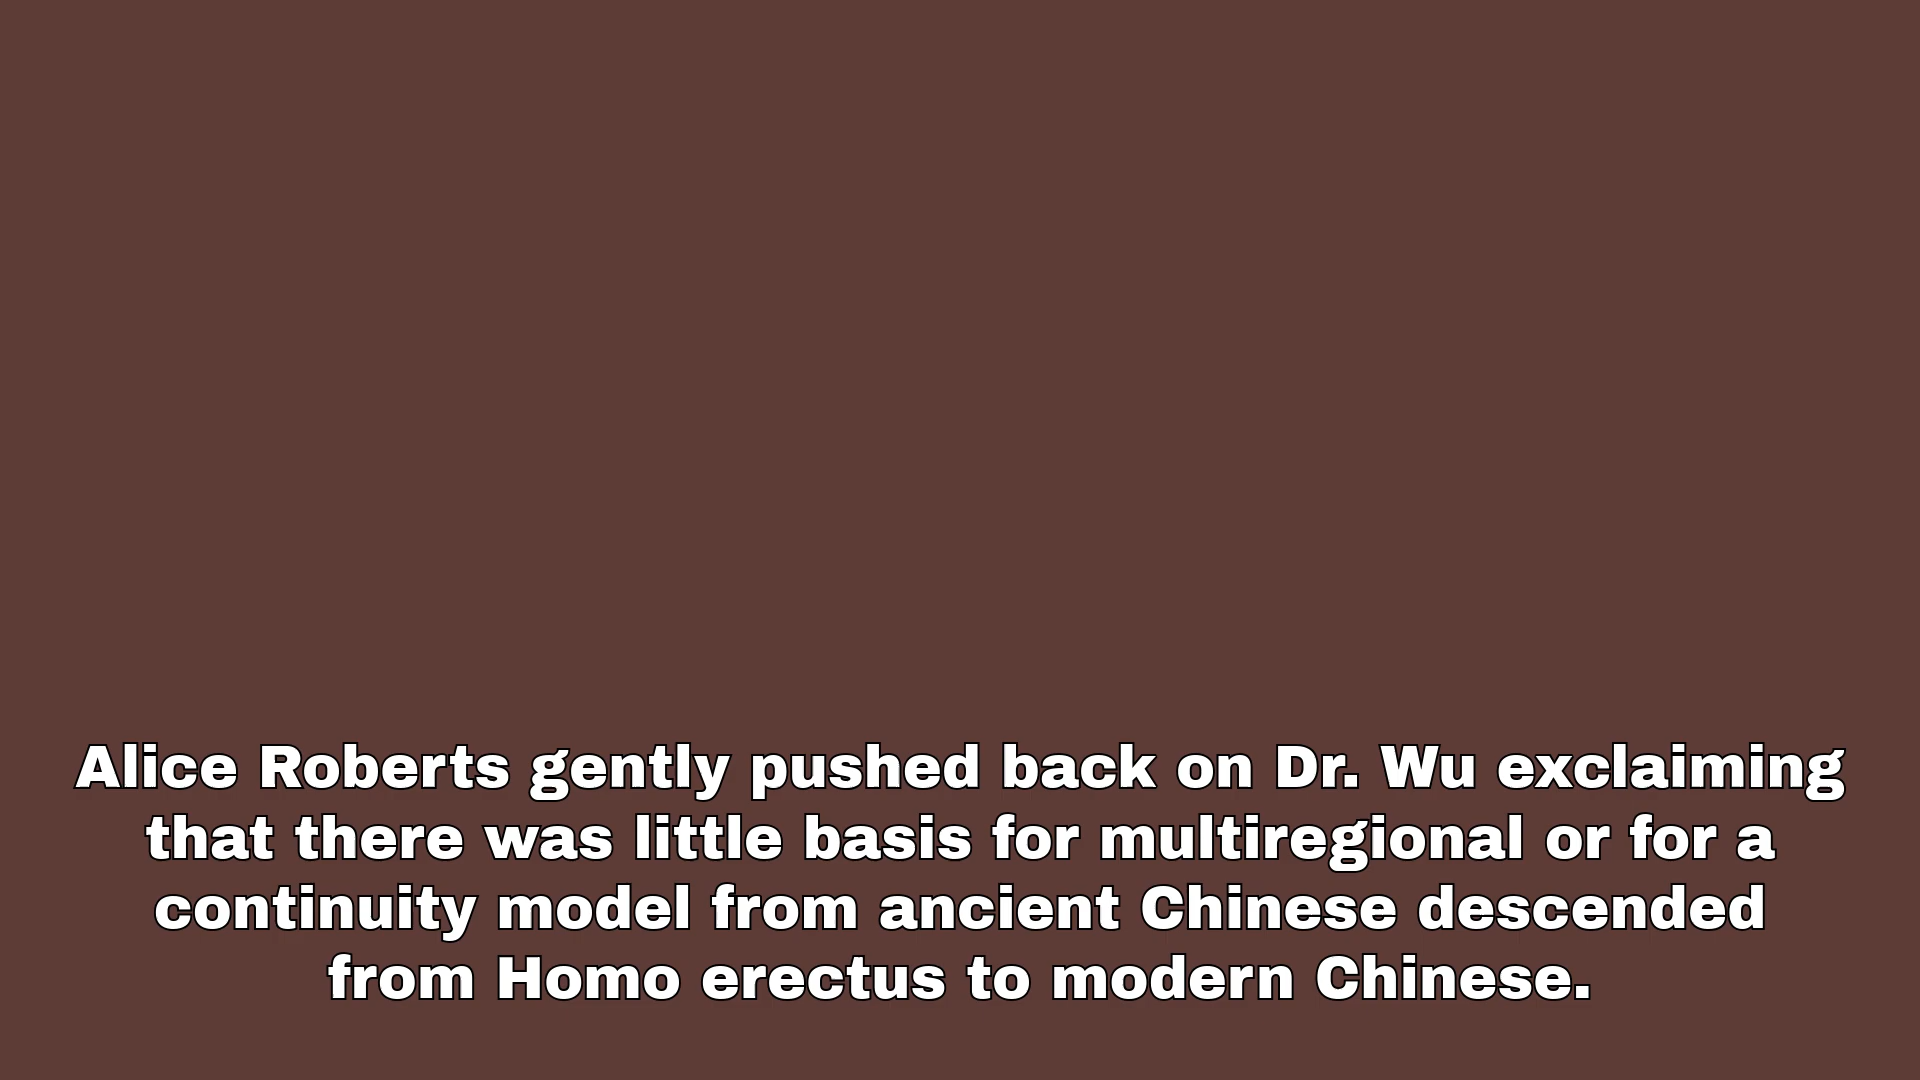 Alice Roberts gently pushed back on Dr. Wu exclaiming
that there was little basis for multiregional or for a
continuity model from ancient Chinese descended
from Homo erectus to modern Chinese.